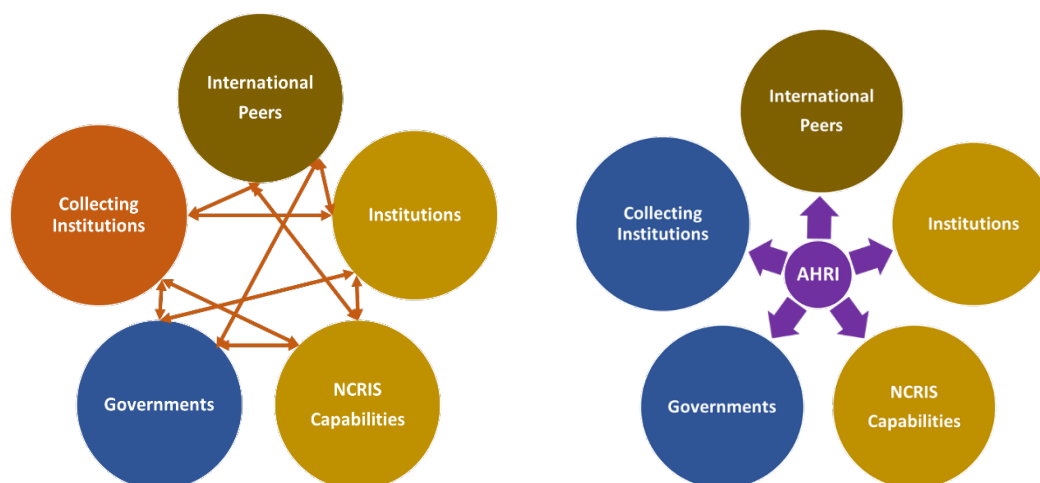 International
Peers
Collecting
Institutions
Institutions
Governments
NCRIS
Capabilities
International
Peers
Collecting
Institutions
Institutions
AHRI
Governments
NCRIS
Capabilities